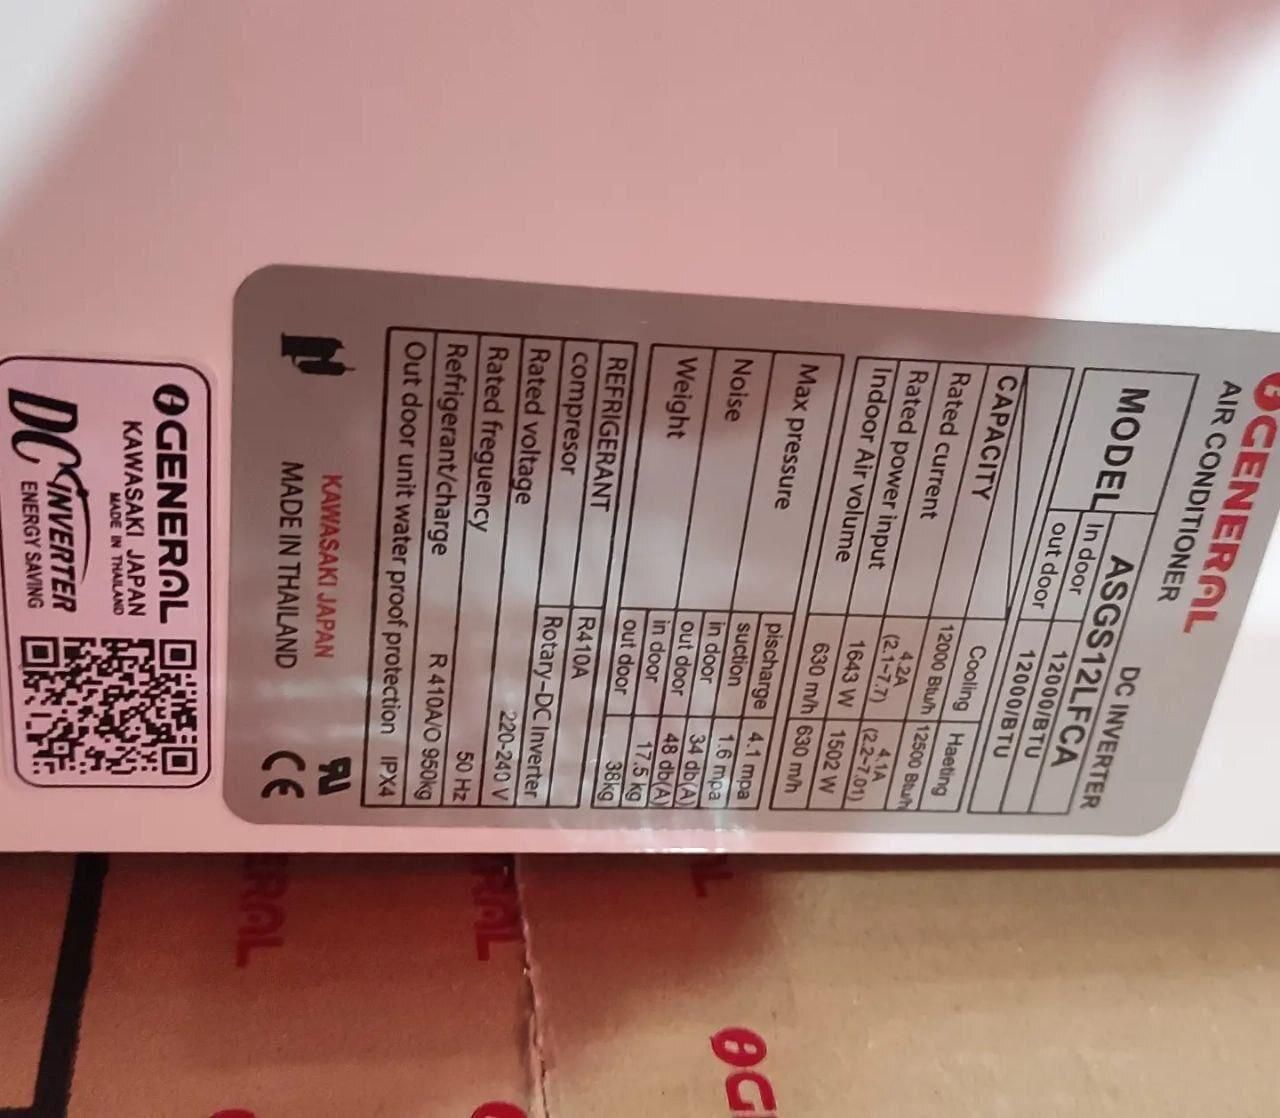 GENERAL
AIR CONDITIONER
DC INVERTER
MODEL ASGS12LFCA
In door 12000/BTU
out door 12000/BTU
Cooling Haeting
CAPACITY 12000 Btu/h 12500 Btu/h
Rated current 4.2A (2.1~7.7) 4.1A (2.2~7.01)
Rated power input 1643 W 1502 W
Indoor Air volume 630 m/h 630 m/h
Max pressure pischarge 4.1 mpa
suction 1.6 mpa
Noise in door 34 db(A)
out door 48 db(A)
Weight in door 17.5 kg
out door 38kg
REFRIGERANT R410A
compresor Rotary-DC Inverter
Rated voltage 220-240 V
Rated freguency 50 Hz
Refrigerant/charge R 410A/O 950kg
Out door unit water proof protection IPX4
KAWASAKI JAPAN
MADE IN THAILAND
CE
GENERAL
KAWASAKI JAPAN
MADE IN THAILAND
DC INVERTER
ENERGY SAVING